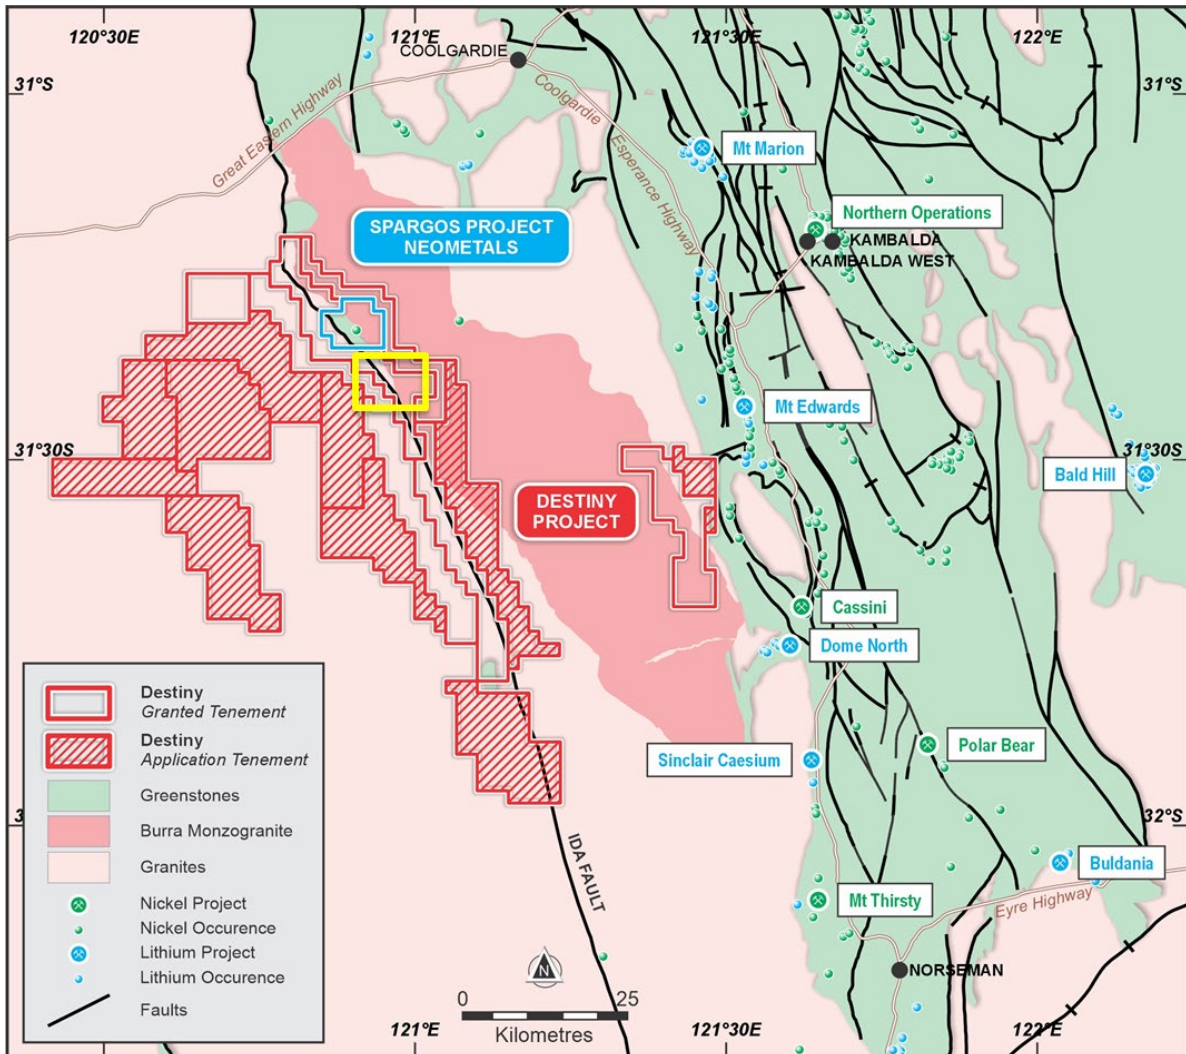 120°30E
121°E
121°30E
122°E
COOLGARDIE
31°S
31°S
Great Eastern Highway
Coolgardie
Esperance Highway
Mt Marion
SPARGOS PROJECT
NEOMETALS
Northern Operations
KAMBALDA
KAMBALDA WEST
Mt Edwards
31°30S
31°30S
Bald Hill
DESTINY
PROJECT
Cassini
Dome North
Polar Bear
Sinclair Caesium
Destiny
Granted Tenement
Destiny
Application Tenement
Greenstones
Burra Monzogranite
Granites
Nickel Project
Nickel Occurence
Lithium Project
Lithium Occurence
Faults
3
32°S
IDA FAULT
Buldania
Mt Thirsty
Eyre Highway
NORSEMAN
N
0
25
Kilometres
121°E
121°30E
122°E